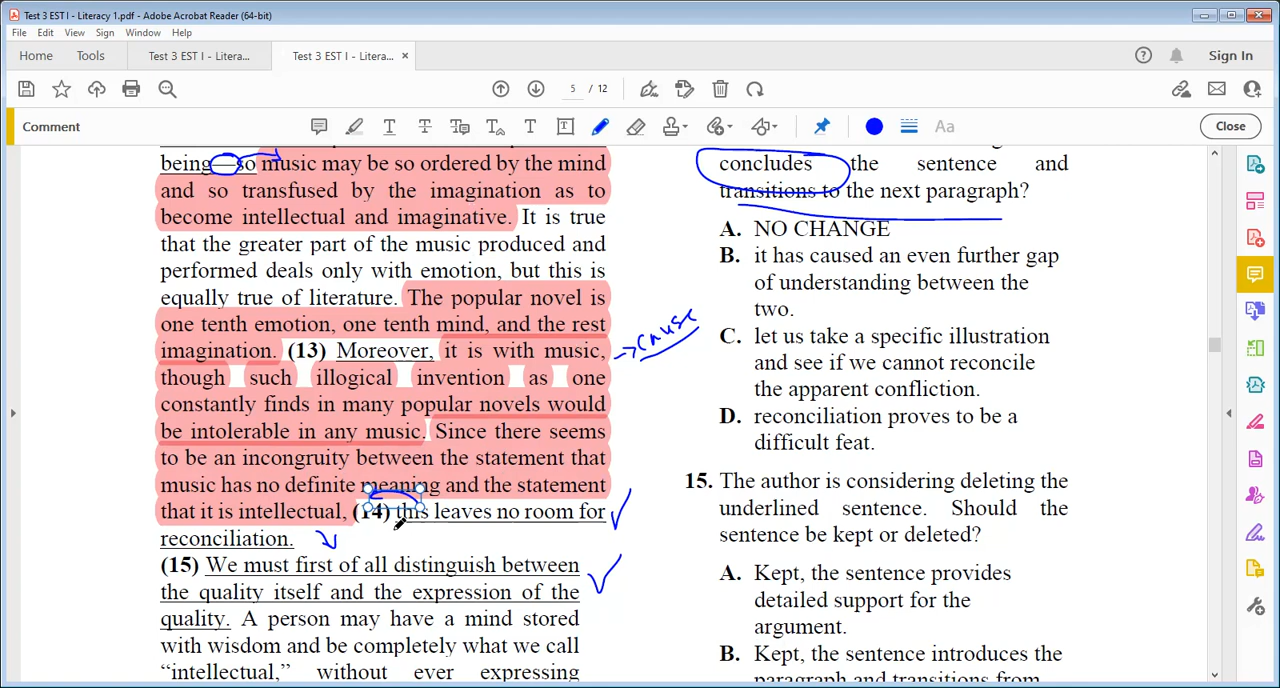 Test 3 EST I - Literacy 1.pdf - Adobe Acrobat Reader (64-bit)
File Edit View Sign Window Help
Home Tools Test 3 EST I - Litera... Test 3 EST I - Litera... × Sign In
5 / 12
Comment Aa Close
being—so music may be so ordered by the mind
and so transfused by the imagination as to
become intellectual and imaginative. It is true
that the greater part of the music produced and
performed deals only with emotion, but this is
equally true of literature. The popular novel is
one tenth emotion, one tenth mind, and the rest
imagination. (13) Moreover, it is with music,
though such illogical invention as one
constantly finds in many popular novels would
be intolerable in any music. Since there seems
to be an incongruity between the statement that
music has no definite meaning and the statement
that it is intellectual, (14) this leaves no room for
reconciliation.
(15) We must first of all distinguish between
the quality itself and the expression of the
quality. A person may have a mind stored
with wisdom and be completely what we call
“intellectual,” without ever expressing
cause
concludes the sentence and
transitions to the next paragraph?
A. NO CHANGE
B. it has caused an even further gap
of understanding between the
two.
C. let us take a specific illustration
and see if we cannot reconcile
the apparent confliction.
D. reconciliation proves to be a
difficult feat.
15. The author is considering deleting the
underlined sentence. Should the
sentence be kept or deleted?
A. Kept, the sentence provides
detailed support for the
argument.
B. Kept, the sentence introduces the
paragraph and transitions from